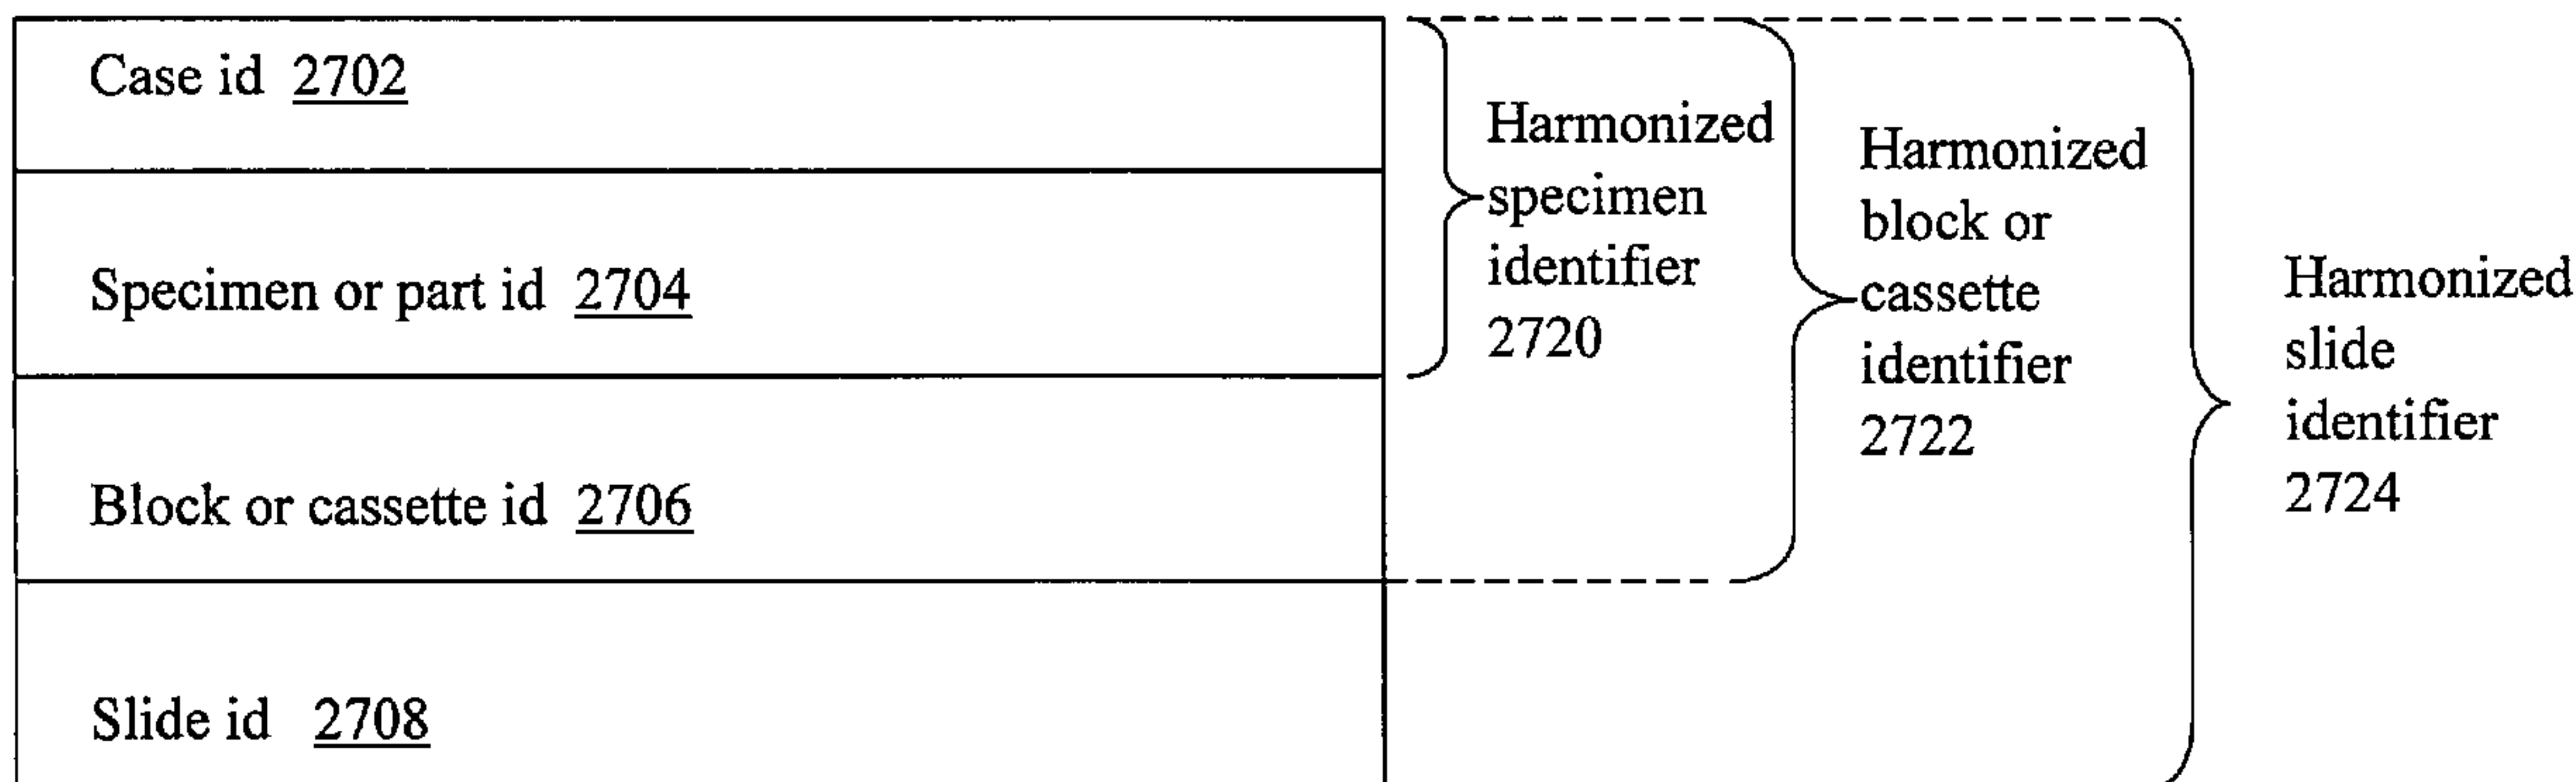 Case id 2702
Specimen or part id 2704
Block or cassette id 2706
Slide id 2708
Harmonized
specimen
identifier
2720
Harmonized
block or
cassette
identifier
2722
Harmonized
slide
identifier
2724